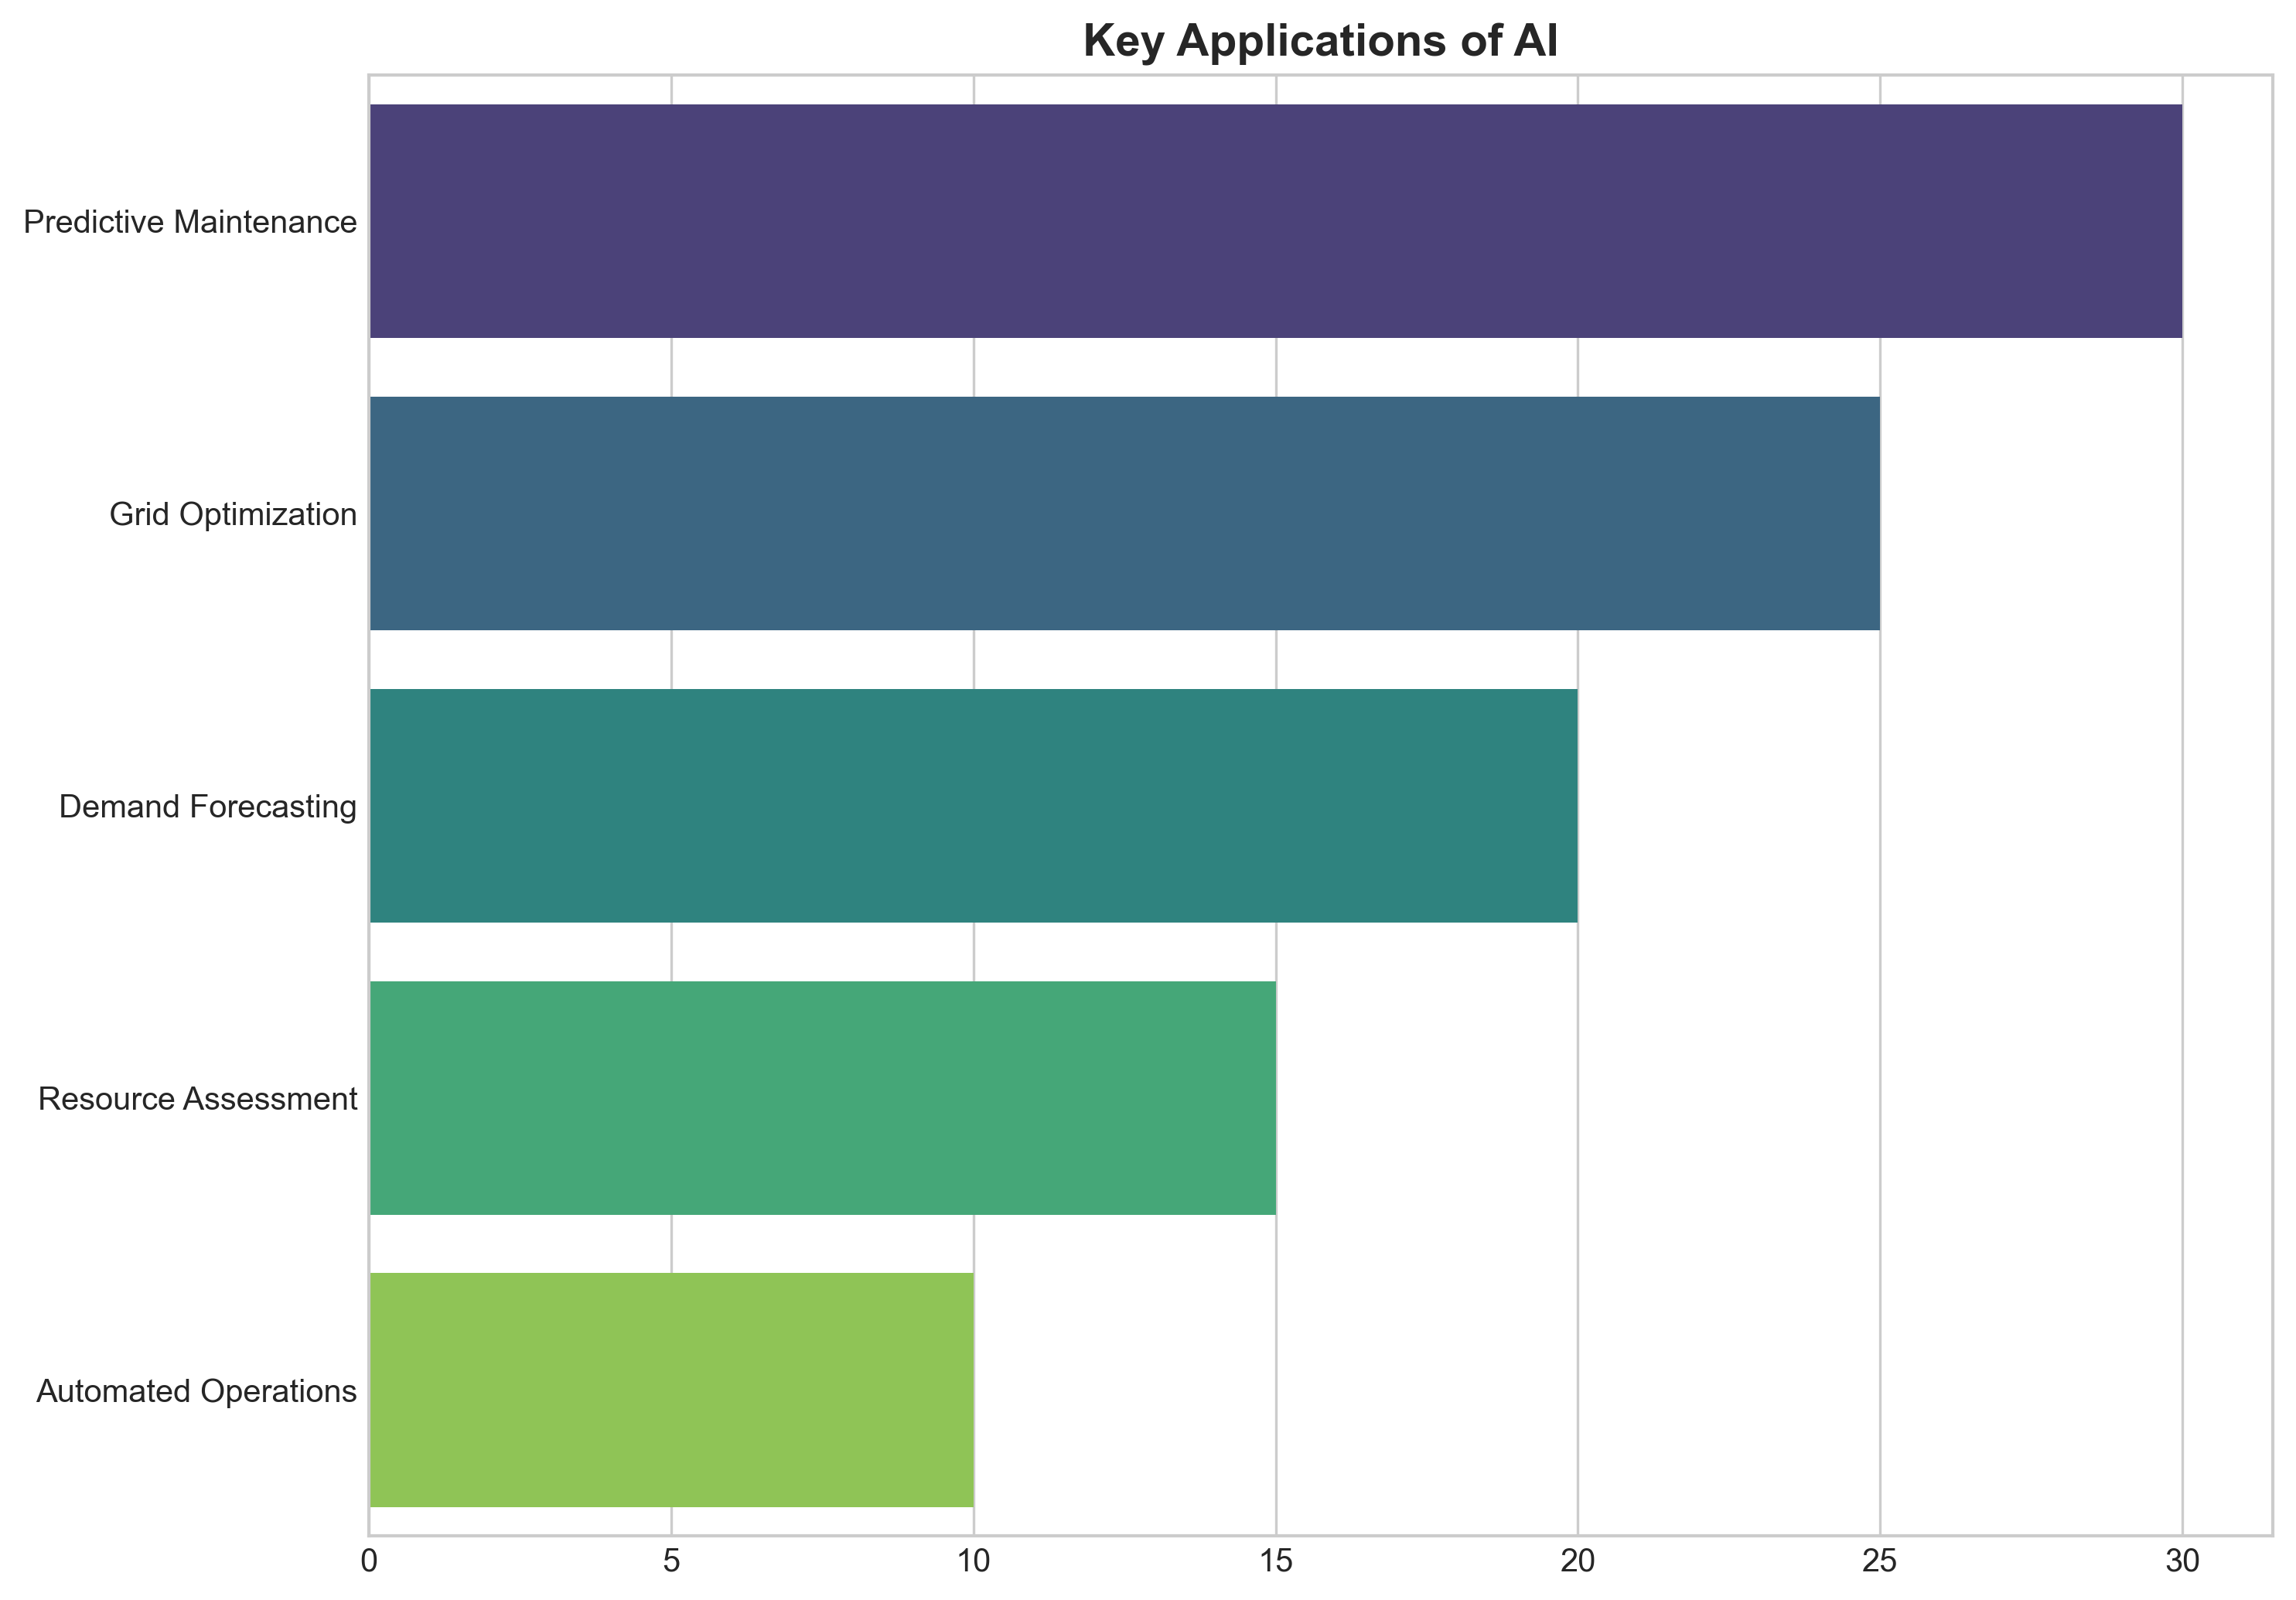 Key Applications of AI
Predictive Maintenance
Grid Optimization
Demand Forecasting
Resource Assessment
Automated Operations
0 5 10 15 20 25 30